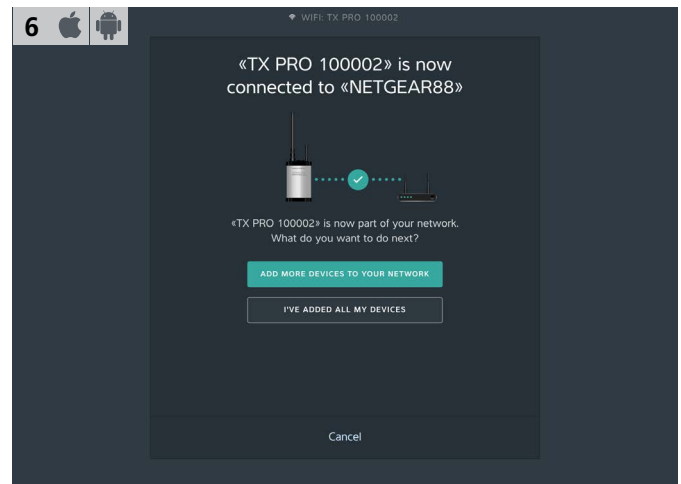 6
WIFI: TX PRO 100002
«TX PRO 100002» is now
connected to «NETGEAR88»
«TX PRO 100002» is now part of your network.
What do you want to do next?
ADD MORE DEVICES TO YOUR NETWORK
I'VE ADDED ALL MY DEVICES
Cancel